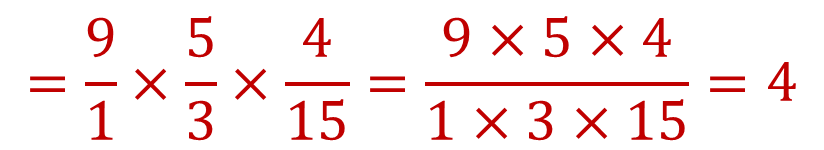 = 9/1 × 5/3 × 4/15 = (9 × 5 × 4)/(1 × 3 × 15) = 4